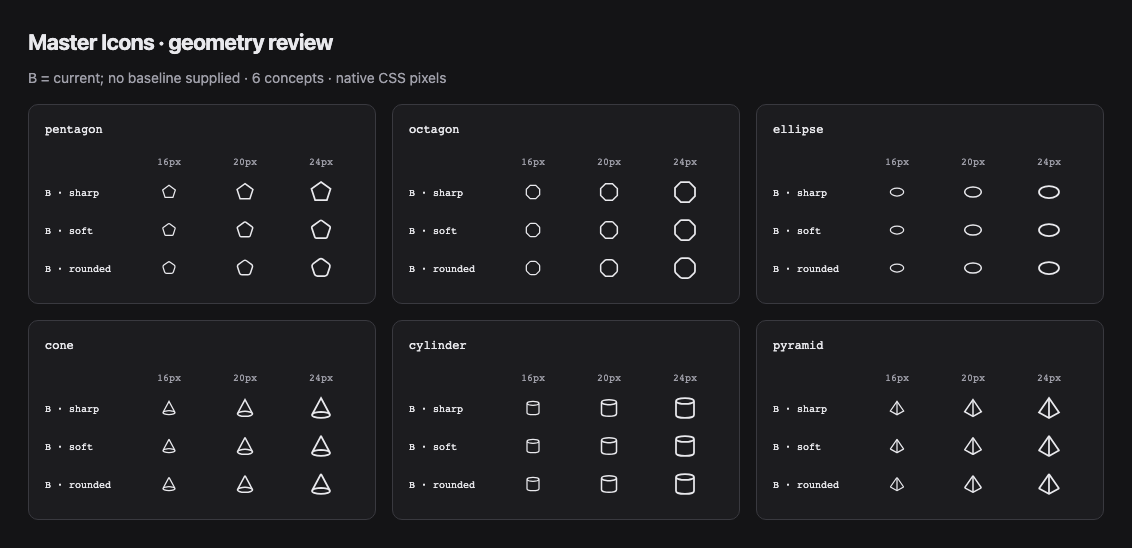 Master Icons · geometry review
B = current; no baseline supplied · 6 concepts · native CSS pixels
pentagon
16px 20px 24px
B · sharp
B · soft
B · rounded
octagon
16px 20px 24px
B · sharp
B · soft
B · rounded
ellipse
16px 20px 24px
B · sharp
B · soft
B · rounded
cone
16px 20px 24px
B · sharp
B · soft
B · rounded
cylinder
16px 20px 24px
B · sharp
B · soft
B · rounded
pyramid
16px 20px 24px
B · sharp
B · soft
B · rounded